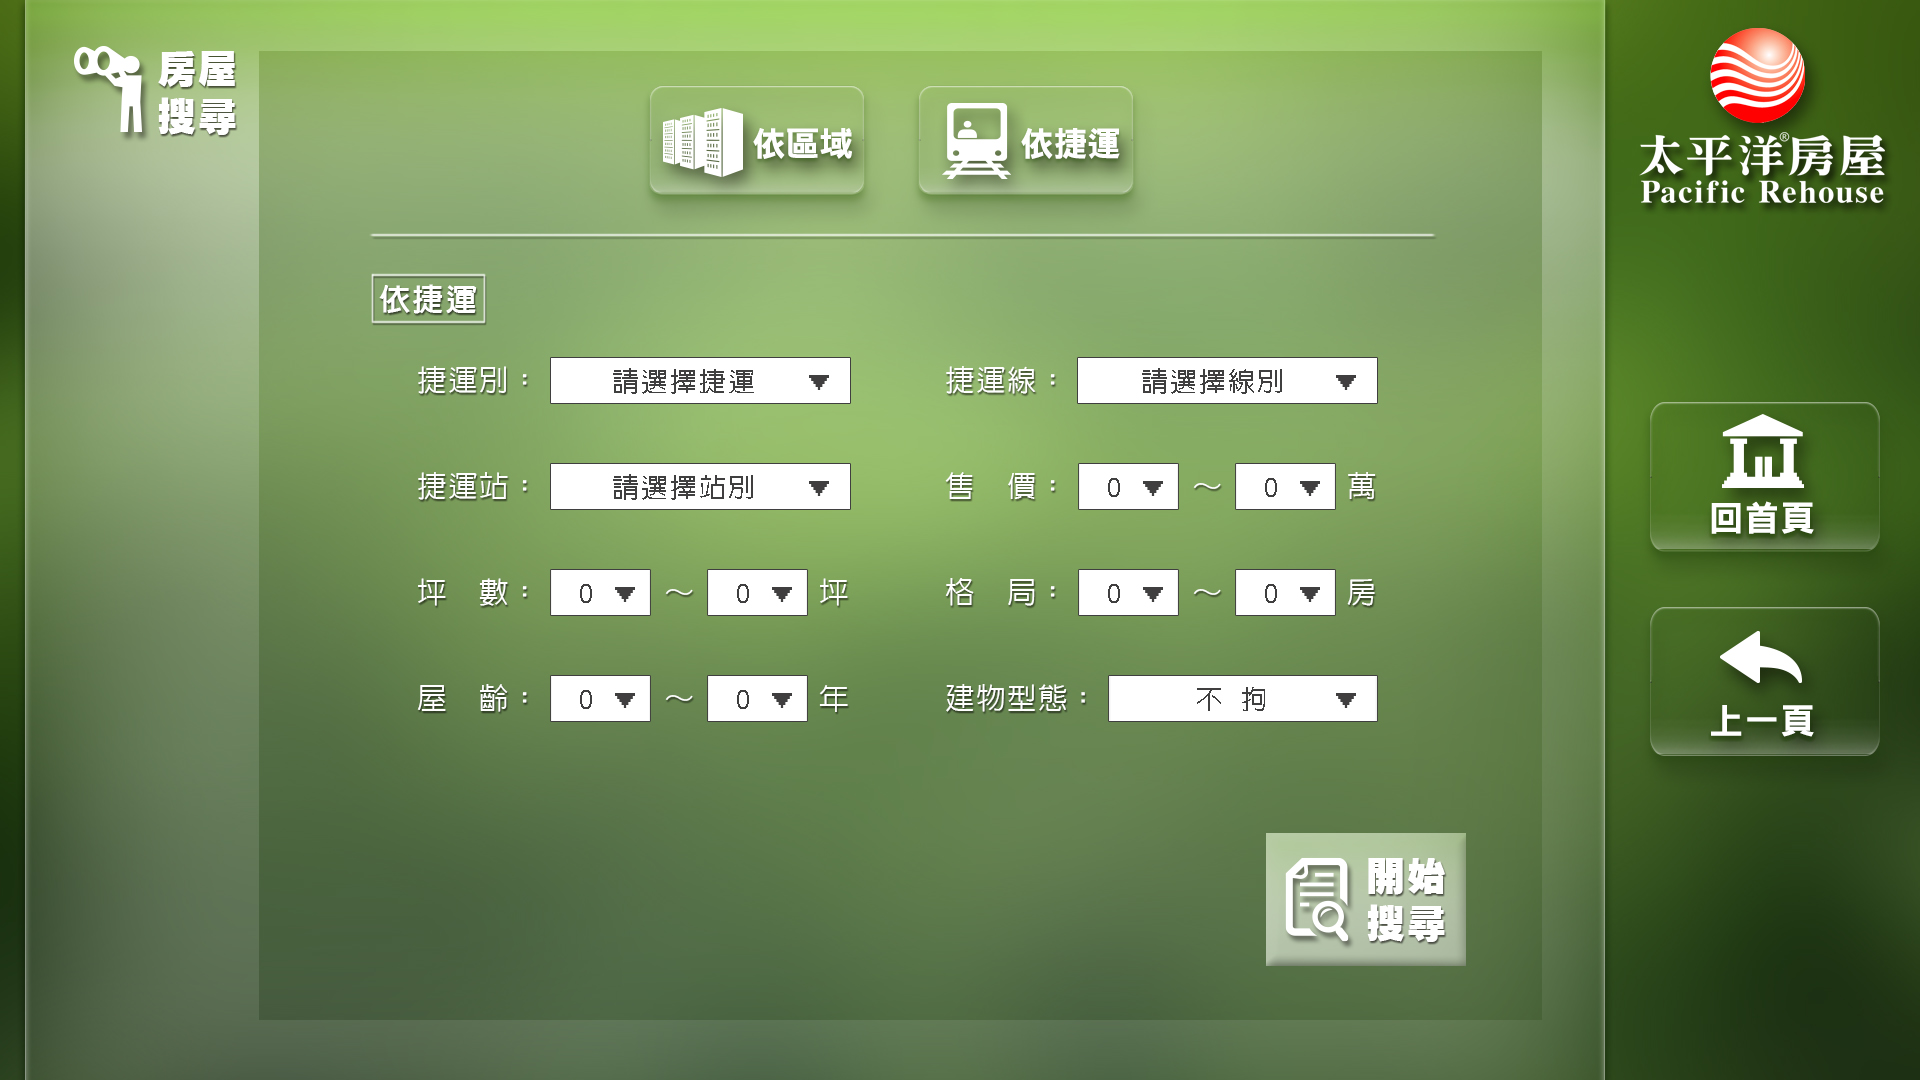 房屋
搜尋
依區域
依捷運
太平洋房屋®
Pacific Rehouse
依捷運
捷運別：請選擇捷運
捷運線：請選擇線別
捷運站：請選擇站別
售　價：0～0萬
坪　數：0～0坪
格　局：0～0房
屋　齡：0～0年
建物型態：不 拘
開始
搜尋
回首頁
上一頁